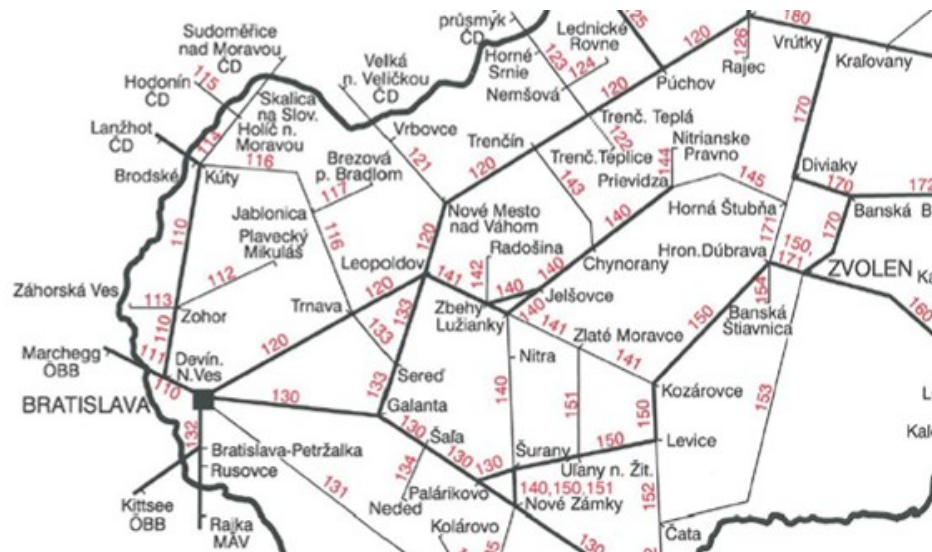 průsmyk
ČD
Lednické
Rovne
125
120
180
Vrútky
Kraľovany
Sudoměřice
nad Moravou
ČD
Velká
n. Veličkou
ČD
Horné
Srnie
123
124
126
Rajec
Púchov
Hodonín
ČD
115
Nemšová
120
Skalica
na Slov.
Holíč n.
Moravou
Lanžhot
ČD
114
Vrbovce
Trenčín
Trenč. Teplá
122
Nitrianske
Pravno
170
Brodské
Kúty
116
Brezová
p. Bradlom
121
120
Trenč.Teplice
144
Prievidza
145
Diviaky
170
172
117
143
Jablonica
Nové Mesto
nad Váhom
140
Horná Štubňa
Banská B
110
Plavecký
Mikuláš
116
120
Radošina
171
170
Hron.Dúbrava
150,
171
Leopoldov
141
142
140
Chynorany
ZVOLEN
Záhorská Ves
113
112
Zohor
Trnava
120
133
140
Jelšovce
154
Zbehy
Lužianky
140
141
Zlaté Moravce
150
Banská
Štiavnica
160
110
133
120
141
Marchegg
ÖBB
111
Devín.
N.Ves
Nitra
110
Sereď
133
140
151
Kozárovce
153
BRATISLAVA
130
Galanta
150
132
130
Šaľa
150
Levice
Bratislava-Petržalka
130
Šurany
Rusovce
131
134
130
Úľany n. Žit.
Palárikovo
140,150,151
152
Kittsee
ÖBB
Neded
Nové Zámky
Rajka
MÁV
Kolárovo
130
Čata